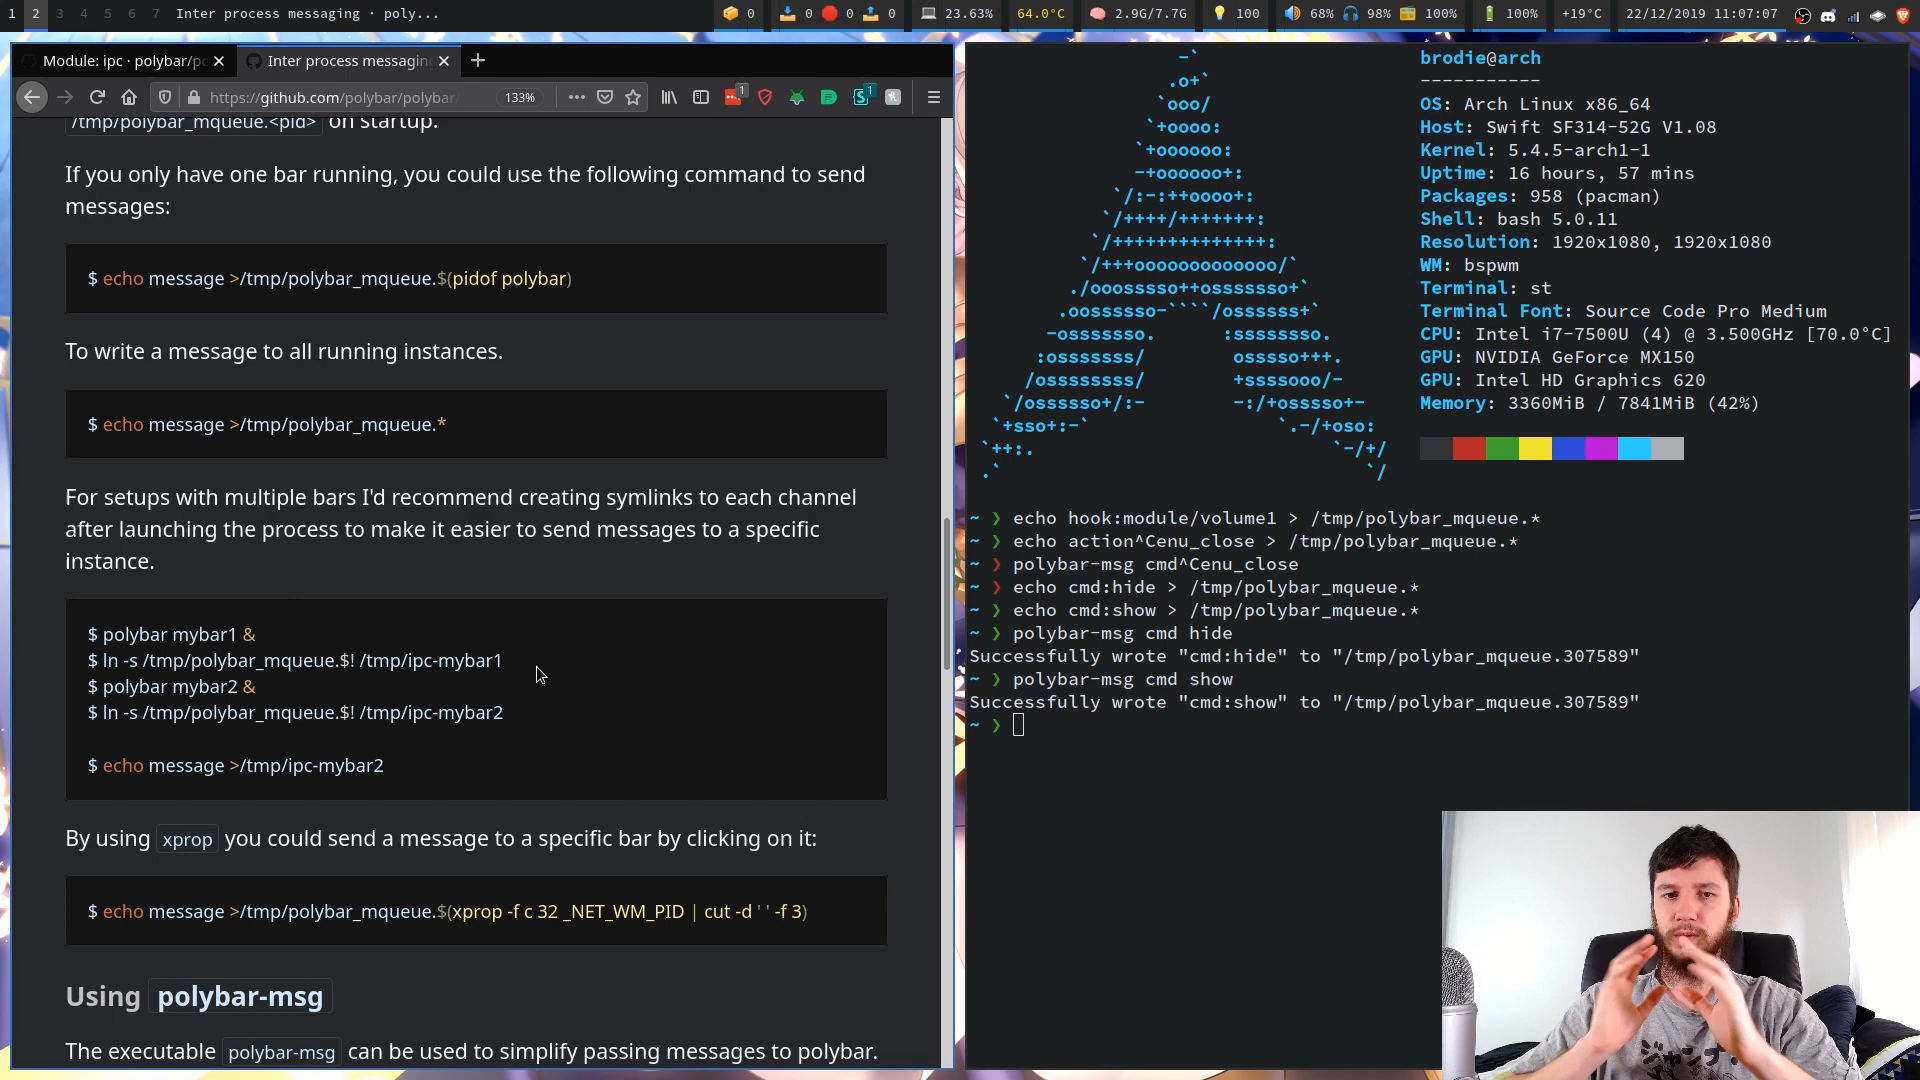 1 2 3 4 5 6 7 Inter process messaging · poly...
0 0 0 0 23.63% 64.0°C 2.9G/7.7G 100 68% 98% 100% 100% +19°C 22/12/2019 11:07:07
Module: ipc · polybar/po
Inter process messaging
https://github.com/polybar/polybar/
133%
1
1
/tmp/polybar_mqueue.<pid> on startup.
If you only have one bar running, you could use the following command to send
messages:
$ echo message >/tmp/polybar_mqueue.$(pidof polybar)
To write a message to all running instances.
$ echo message >/tmp/polybar_mqueue.*
For setups with multiple bars I'd recommend creating symlinks to each channel
after launching the process to make it easier to send messages to a specific
instance.
$ polybar mybar1 &
$ ln -s /tmp/polybar_mqueue.$! /tmp/ipc-mybar1
$ polybar mybar2 &
$ ln -s /tmp/polybar_mqueue.$! /tmp/ipc-mybar2
$ echo message >/tmp/ipc-mybar2
By using xprop you could send a message to a specific bar by clicking on it:
$ echo message >/tmp/polybar_mqueue.$(xprop -f c 32 _NET_WM_PID | cut -d ' ' -f 3)
Using polybar-msg
The executable polybar-msg can be used to simplify passing messages to polybar.
brodie@arch
-----------
OS: Arch Linux x86_64
Host: Swift SF314-52G V1.08
Kernel: 5.4.5-arch1-1
Uptime: 16 hours, 57 mins
Packages: 958 (pacman)
Shell: bash 5.0.11
Resolution: 1920x1080, 1920x1080
WM: bspwm
Terminal: st
Terminal Font: Source Code Pro Medium
CPU: Intel i7-7500U (4) @ 3.500GHz [70.0°C]
GPU: NVIDIA GeForce MX150
GPU: Intel HD Graphics 620
Memory: 3360MiB / 7841MiB (42%)
~ ❯ echo hook:module/volume1 > /tmp/polybar_mqueue.*
~ ❯ echo action^Cenu_close > /tmp/polybar_mqueue.*
~ ❯ polybar-msg cmd^Cenu_close
~ ❯ echo cmd:hide > /tmp/polybar_mqueue.*
~ ❯ echo cmd:show > /tmp/polybar_mqueue.*
~ ❯ polybar-msg cmd hide
Successfully wrote "cmd:hide" to "/tmp/polybar_mqueue.307589"
~ ❯ polybar-msg cmd show
Successfully wrote "cmd:show" to "/tmp/polybar_mqueue.307589"
~ ❯